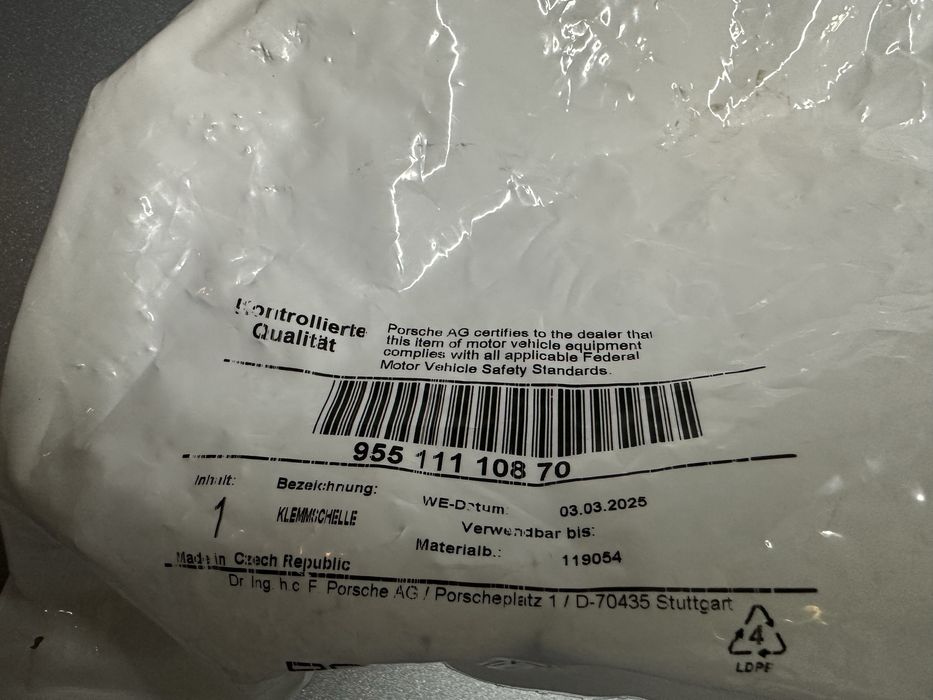 Kontrollierte
Qualität
Porsche AG certifies to the dealer that
this item of motor vehicle equipment
complies with all applicable Federal
Motor Vehicle Safety Standards.
955 111 108 70
Inhalt:
1
Bezeichnung:
KLEMMSCHELLE
WE-Datum: 03.03.2025
Verwendbar bis:
Materialb.: 119054
Made in Czech Republic
Dr Ing. h.c F Porsche AG / Porscheplatz 1 / D-70435 Stuttgart
4
LDPE